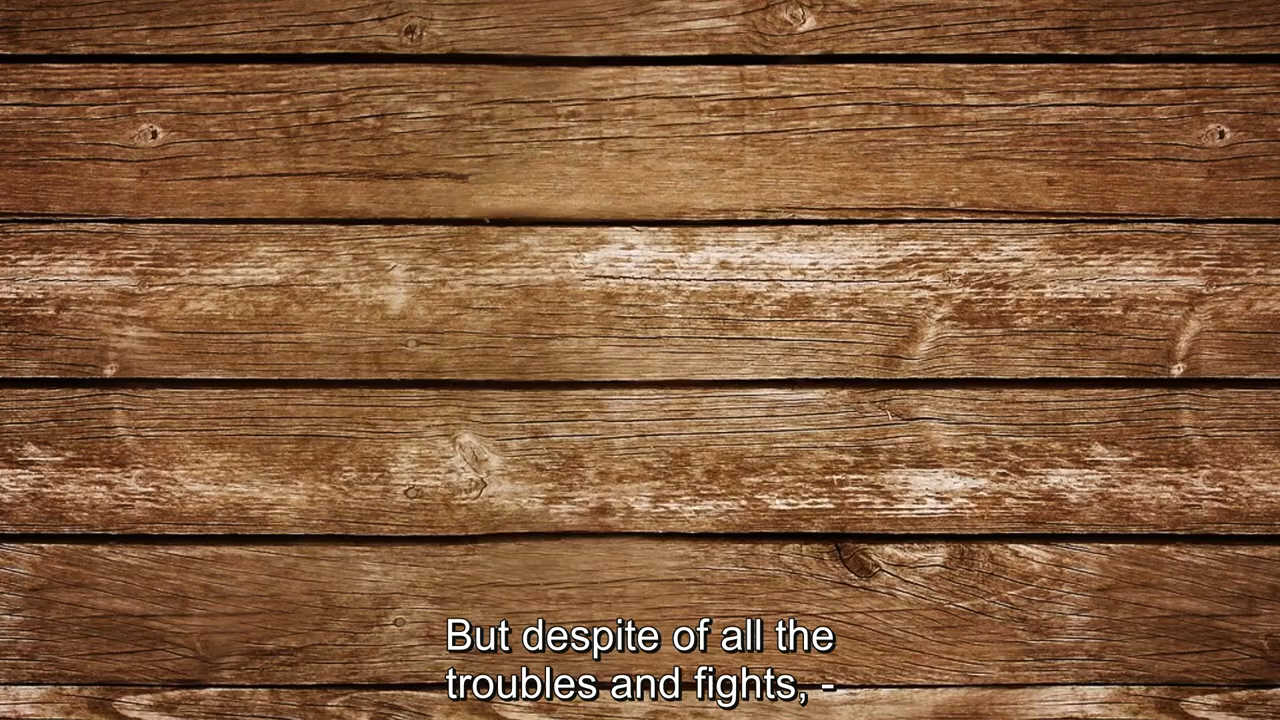 But despite of all the
troubles and fights, -